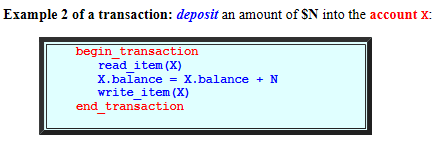 Example 2 of a transaction: deposit an amount of $N into the account X:
begin_transaction
read_item(X)
X.balance = X.balance + N
write_item(X)
end_transaction